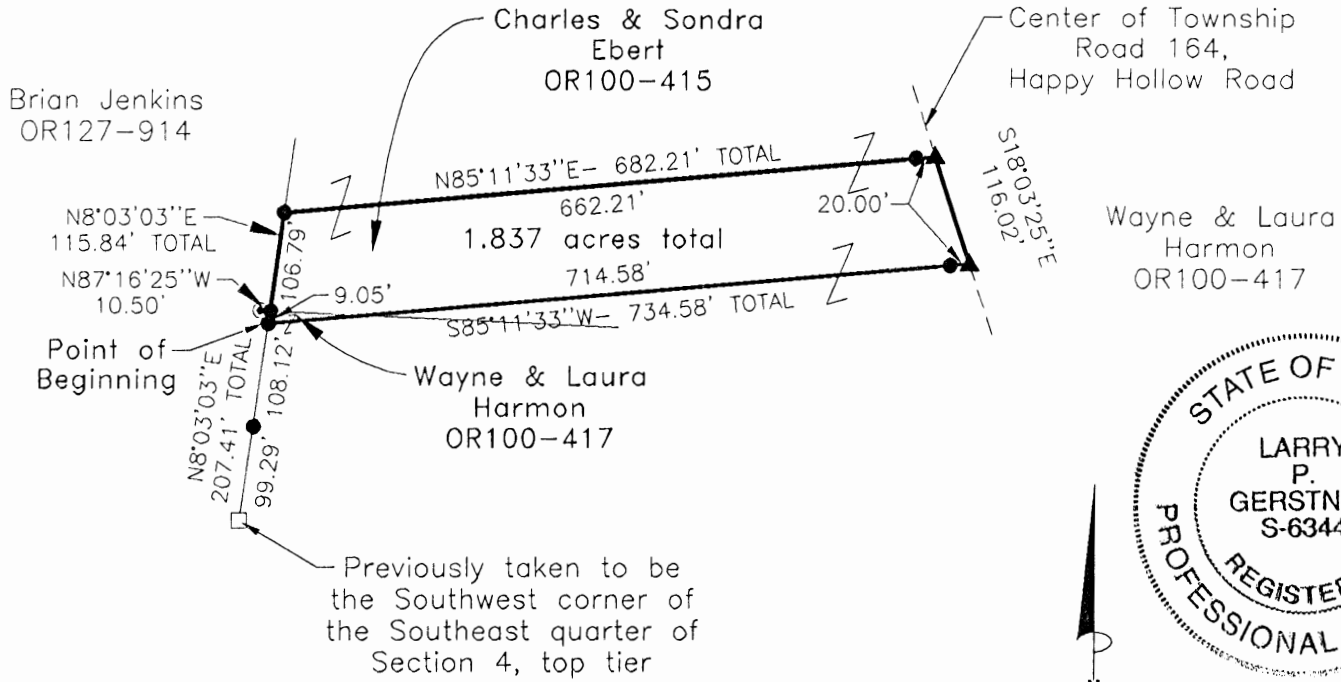 Charles & Sondra
Ebert
OR100-415
Center of Township
Road 164,
Happy Hollow Road
Brian Jenkins
OR127-914
N85°11'33"E- 682.21' TOTAL
662.21'
20.00'
S18°03'25"E
116.02'
N8°03'03"E
115.84' TOTAL
106.79'
1.837 acres total
Wayne & Laura
Harmon
OR100-417
N87°16'25"W
10.50'
9.05'
714.58'
S85°11'33"W- 734.58' TOTAL
Point of
Beginning
Wayne & Laura
Harmon
OR100-417
N8°03'03"E
207.41' TOTAL
108.12'
99.29'
Previously taken to be
the Southwest corner of
the Southeast quarter of
Section 4, top tier
STATE OF
LARRY
P.
GERSTN
S-6344
REGISTE
PROFESSIONAL